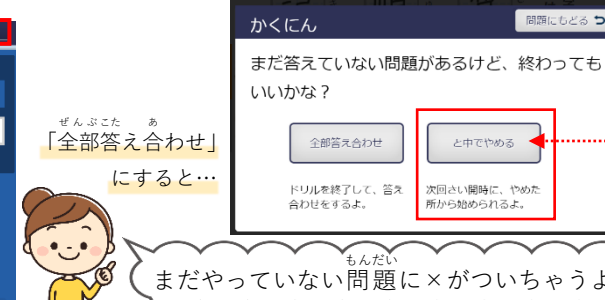 かくにん
問題にもどる
まだ答えていない問題があるけど、終わっても
いいかな？
全部答え合わせ
と中でやめる
ドリルを終了して、答え
合わせをするよ。
次回さい開時に、やめた
所から始められるよ。
ぜんぶこた あ
「全部答え合わせ」
にすると…
もんだい
まだやっていない問題に×がついちゃうよ